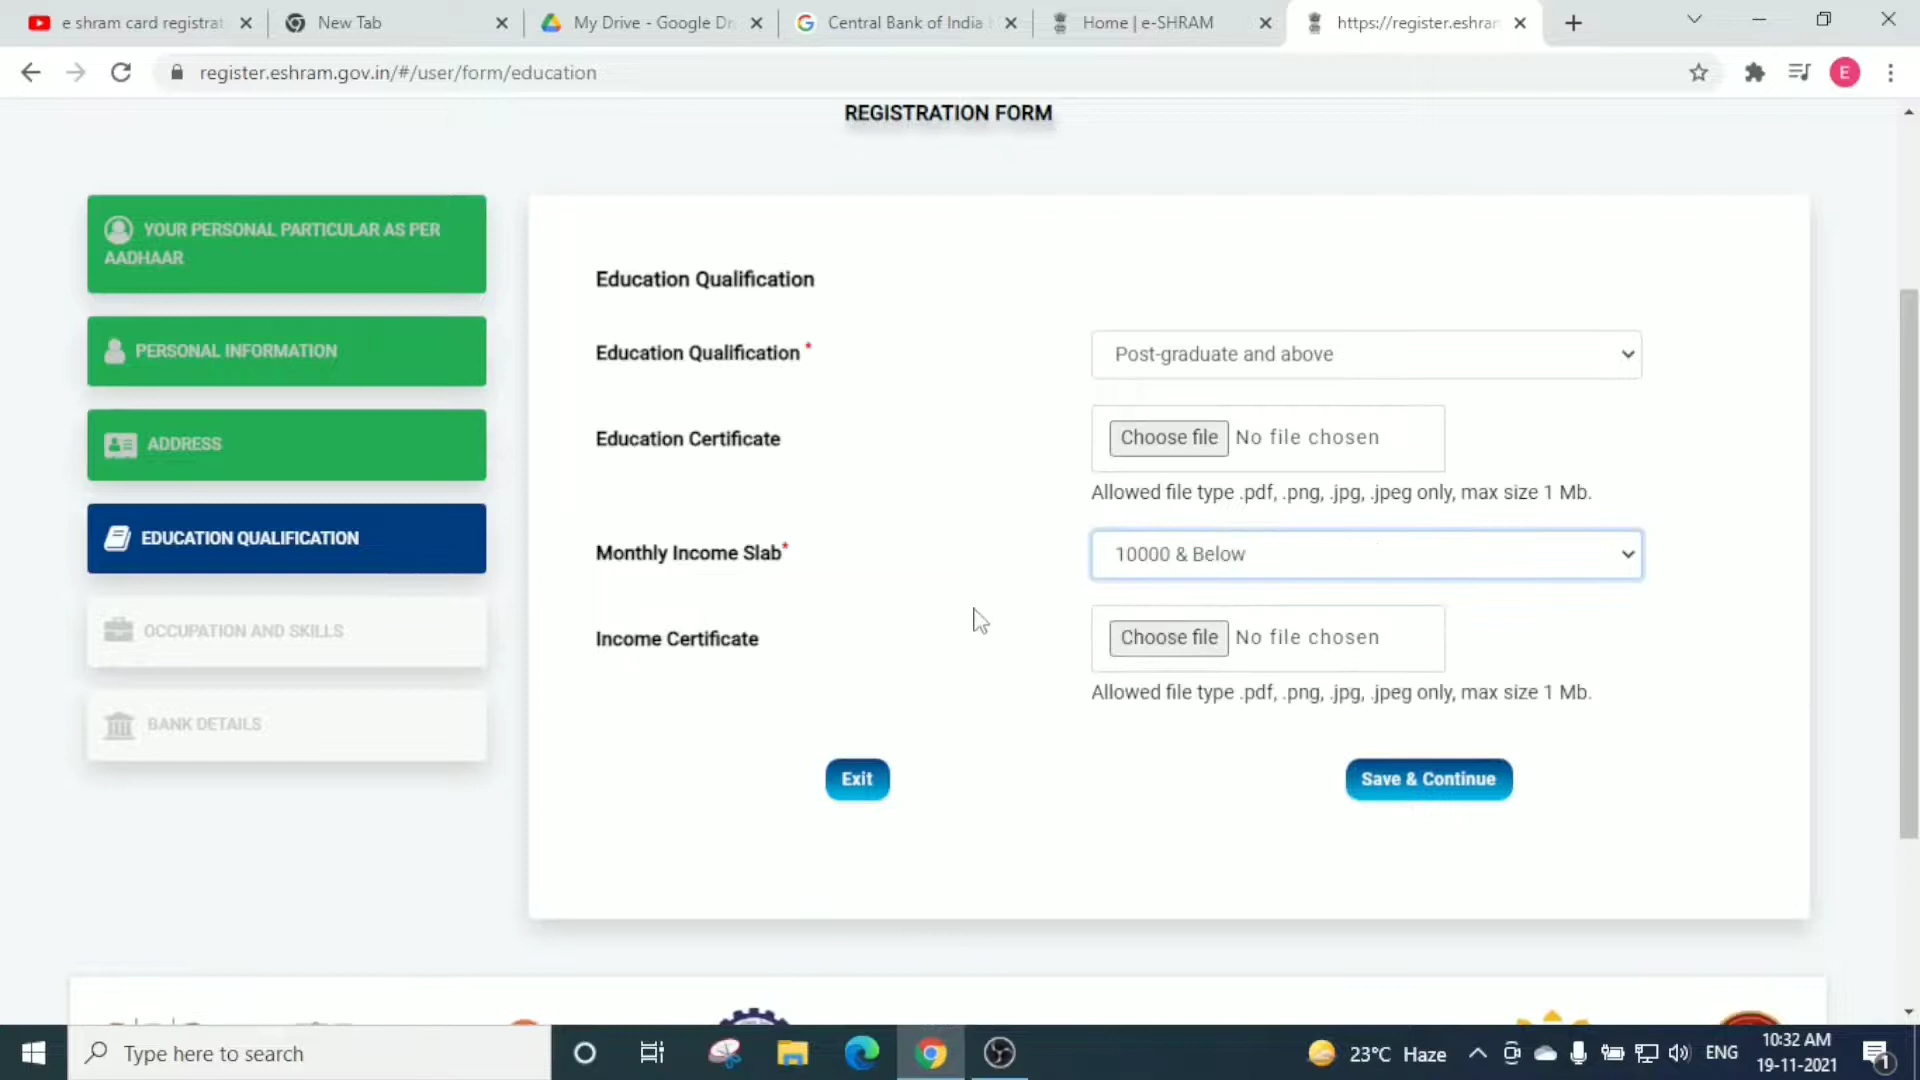 e shram card registrat
New Tab
My Drive - Google Dr
Central Bank of India
Home | e-SHRAM
https://register.eshram
register.eshram.gov.in/#/user/form/education
E
REGISTRATION FORM
YOUR PERSONAL PARTICULAR AS PER
AADHAAR
PERSONAL INFORMATION
ADDRESS
EDUCATION QUALIFICATION
OCCUPATION AND SKILLS
BANK DETAILS
Education Qualification
Education Qualification * Post-graduate and above
Education Certificate Choose file No file chosen
Allowed file type .pdf, .png, .jpg, .jpeg only, max size 1 Mb.
Monthly Income Slab* 10000 & Below
Income Certificate Choose file No file chosen
Allowed file type .pdf, .png, .jpg, .jpeg only, max size 1 Mb.
Exit Save & Continue
Type here to search
23°C Haze
ENG
10:32 AM
19-11-2021
1